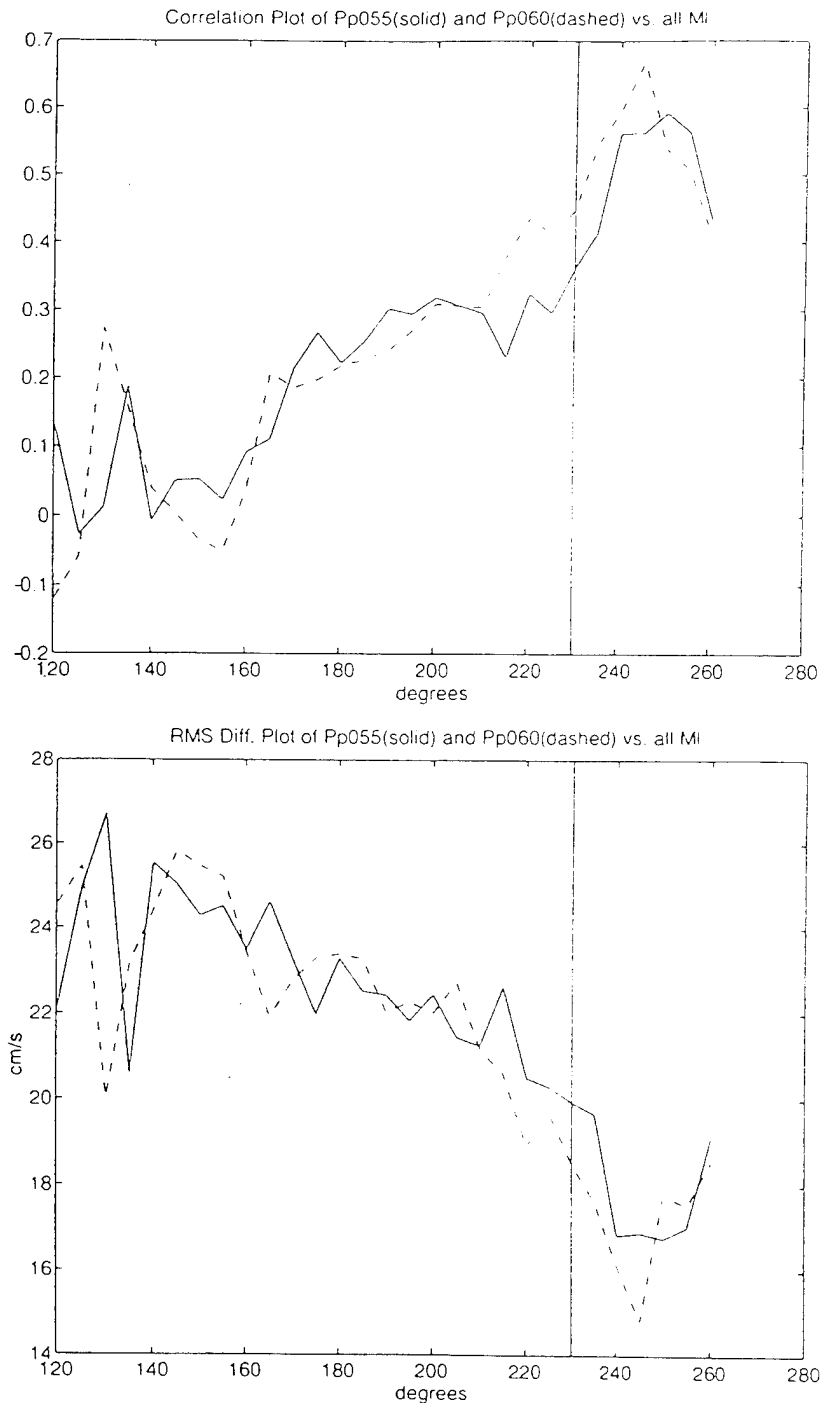 Correlation Plot of Pp055(solid) and Pp060(dashed) vs. all MI
0.7
0.6
0.5
0.4
0.3
0.2
0.1
0
-0.1
-0.2
120 140 160 180 200 220 240 260 280
degrees
RMS Diff. Plot of Pp055(solid) and Pp060(dashed) vs. all MI
28
26
24
22
20
18
16
14
cm/s
120 140 160 180 200 220 240 260 280
degrees